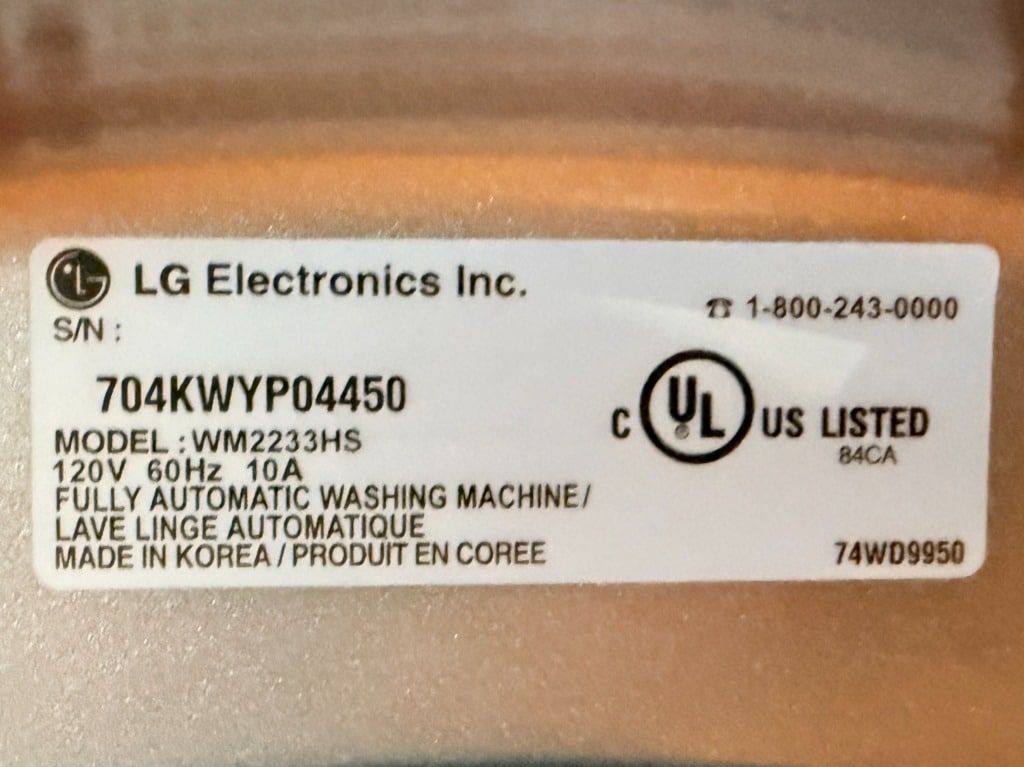 LG LG Electronics Inc.
☎ 1-800-243-0000
S/N :
704KWYP04450
C UL US LISTED
84CA
MODEL : WM2233HS
120V 60Hz 10A
FULLY AUTOMATIC WASHING MACHINE/
LAVE LINGE AUTOMATIQUE
MADE IN KOREA / PRODUIT EN COREE
74WD9950